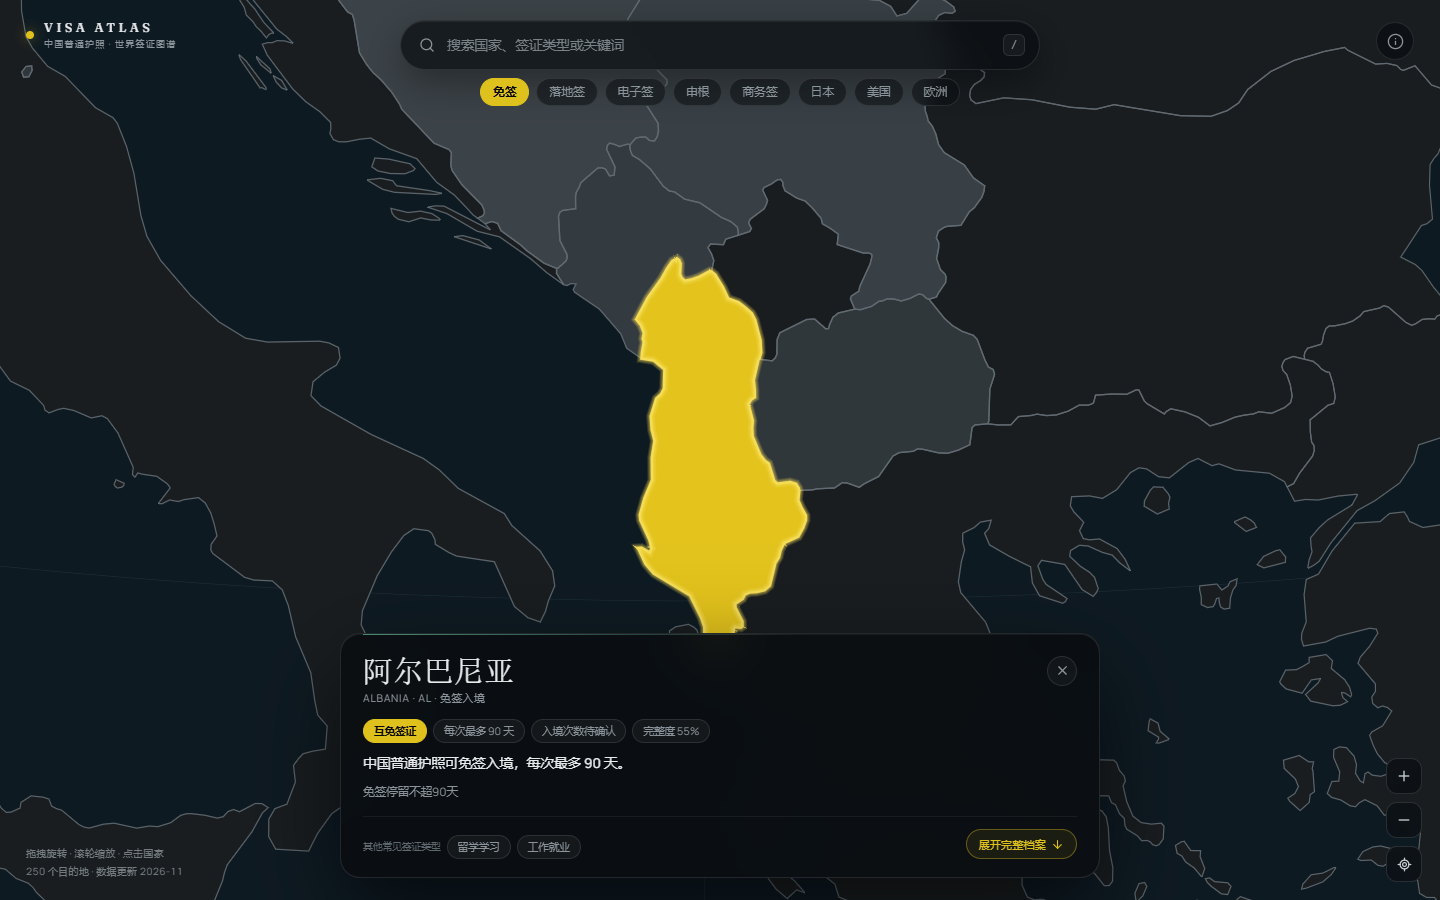 VISA ATLAS
中国普通护照 · 世界签证图谱
搜索国家、签证类型或关键词
/
免签
落地签
电子签
申根
商务签
日本
美国
欧洲
阿尔巴尼亚
ALBANIA · AL · 免签入境
互免签证
每次最多 90 天
入境次数待确认
完整度 55%
中国普通护照可免签入境，每次最多 90 天。
免签停留不超90天
其他常见签证类型
留学学习
工作就业
展开完整档案 ↓
拖拽旋转 · 滚轮缩放 · 点击国家
250 个目的地 · 数据更新 2026-11